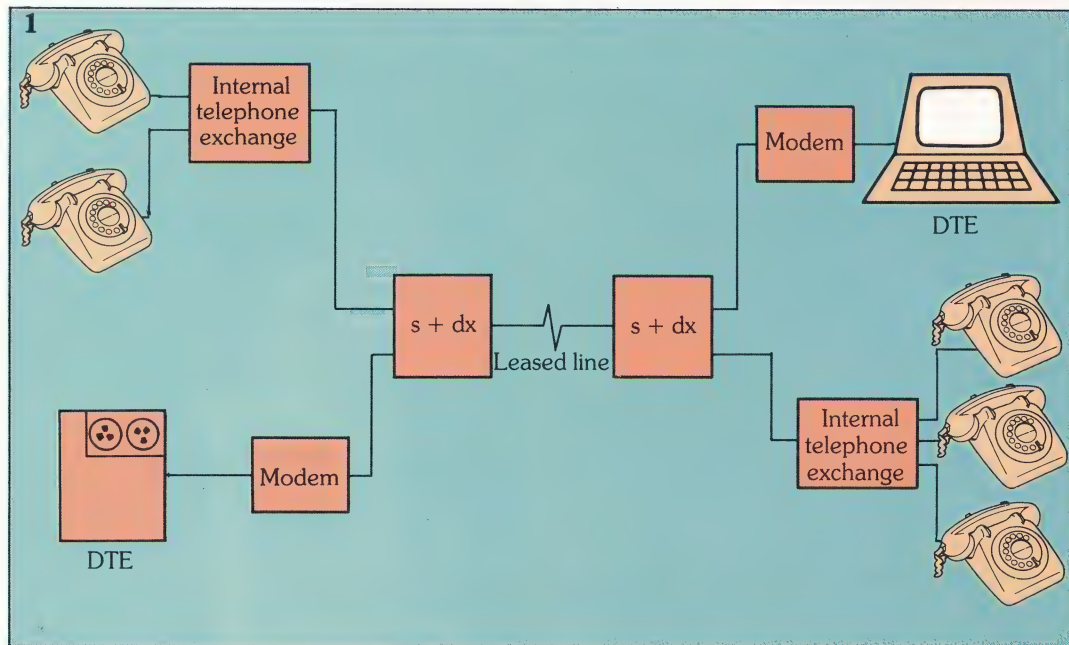 1
Internal
telephone
exchange
Modem
DTE
s + dx
Leased line
s + dx
Internal
telephone
exchange
Modem
DTE